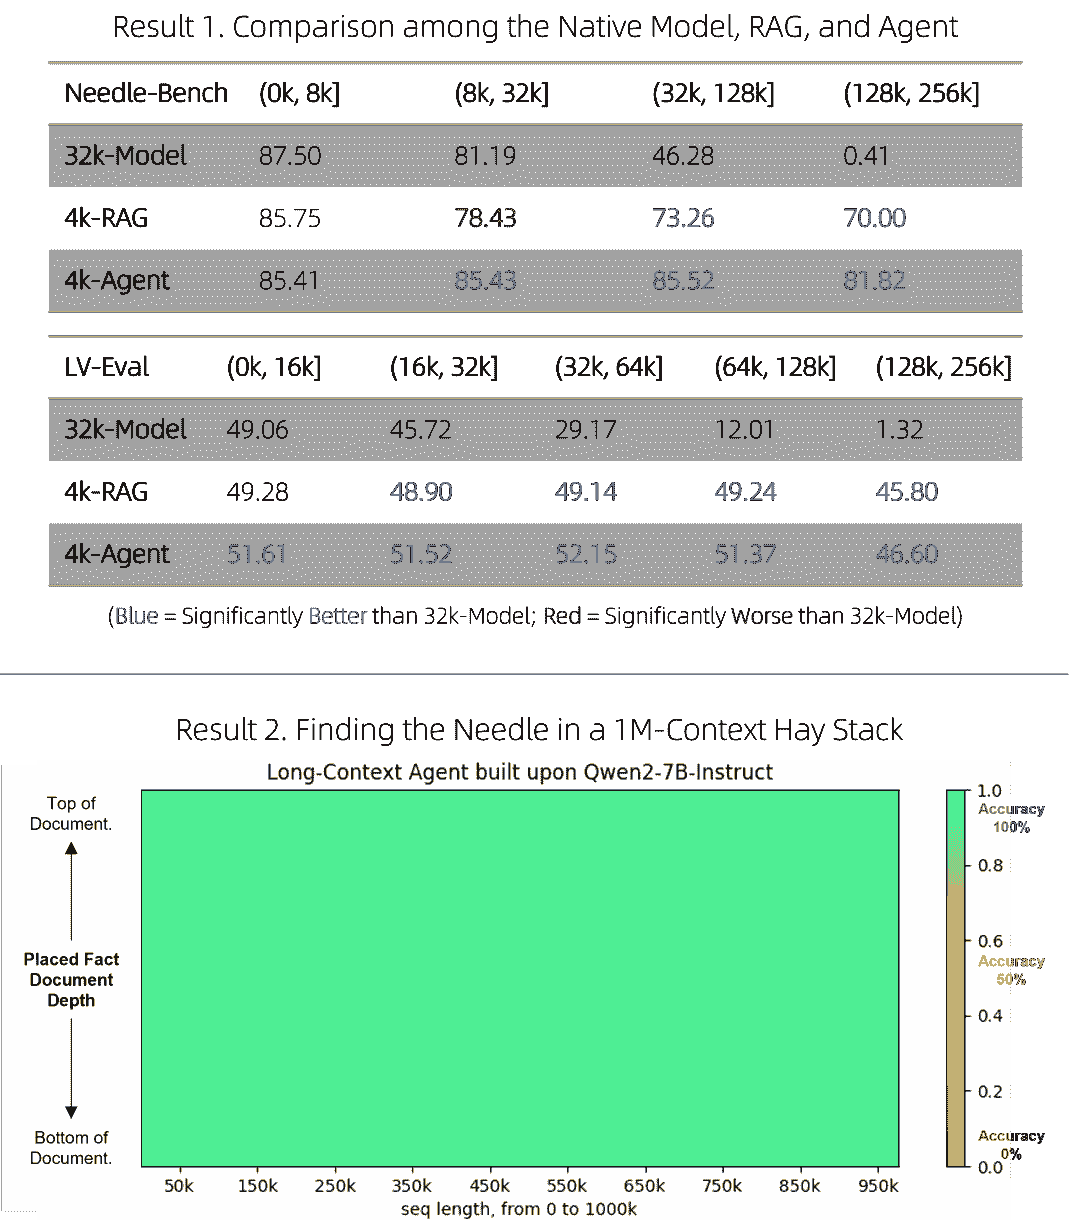 Result 1. Comparison among the Native Model, RAG, and Agent
Needle-Bench (0k, 8k] (8k, 32k] (32k, 128k] (128k, 256k]
32k-Model 87.50 81.19 46.28 0.41
4k-RAG 85.75 78.43 73.26 70.00
4k-Agent 85.41 85.43 85.52 81.82
LV-Eval (0k, 16k] (16k, 32k] (32k, 64k] (64k, 128k] (128k, 256k]
32k-Model 49.06 45.72 29.17 12.01 1.32
4k-RAG 49.28 48.90 49.14 49.24 45.80
4k-Agent 51.61 51.52 52.15 51.37 46.60
(Blue = Significantly Better than 32k-Model; Red = Significantly Worse than 32k-Model)
Result 2. Finding the Needle in a 1M-Context Hay Stack
Long-Context Agent built upon Qwen2-7B-Instruct
Top of
Document.
Placed Fact
Document
Depth
Bottom of
Document.
50k 150k 250k 350k 450k 550k 650k 750k 850k 950k
seq length, from 0 to 1000k
1.0
Accuracy
100%
0.8
0.6
Accuracy
50%
0.4
0.2
Accuracy
0%
0.0